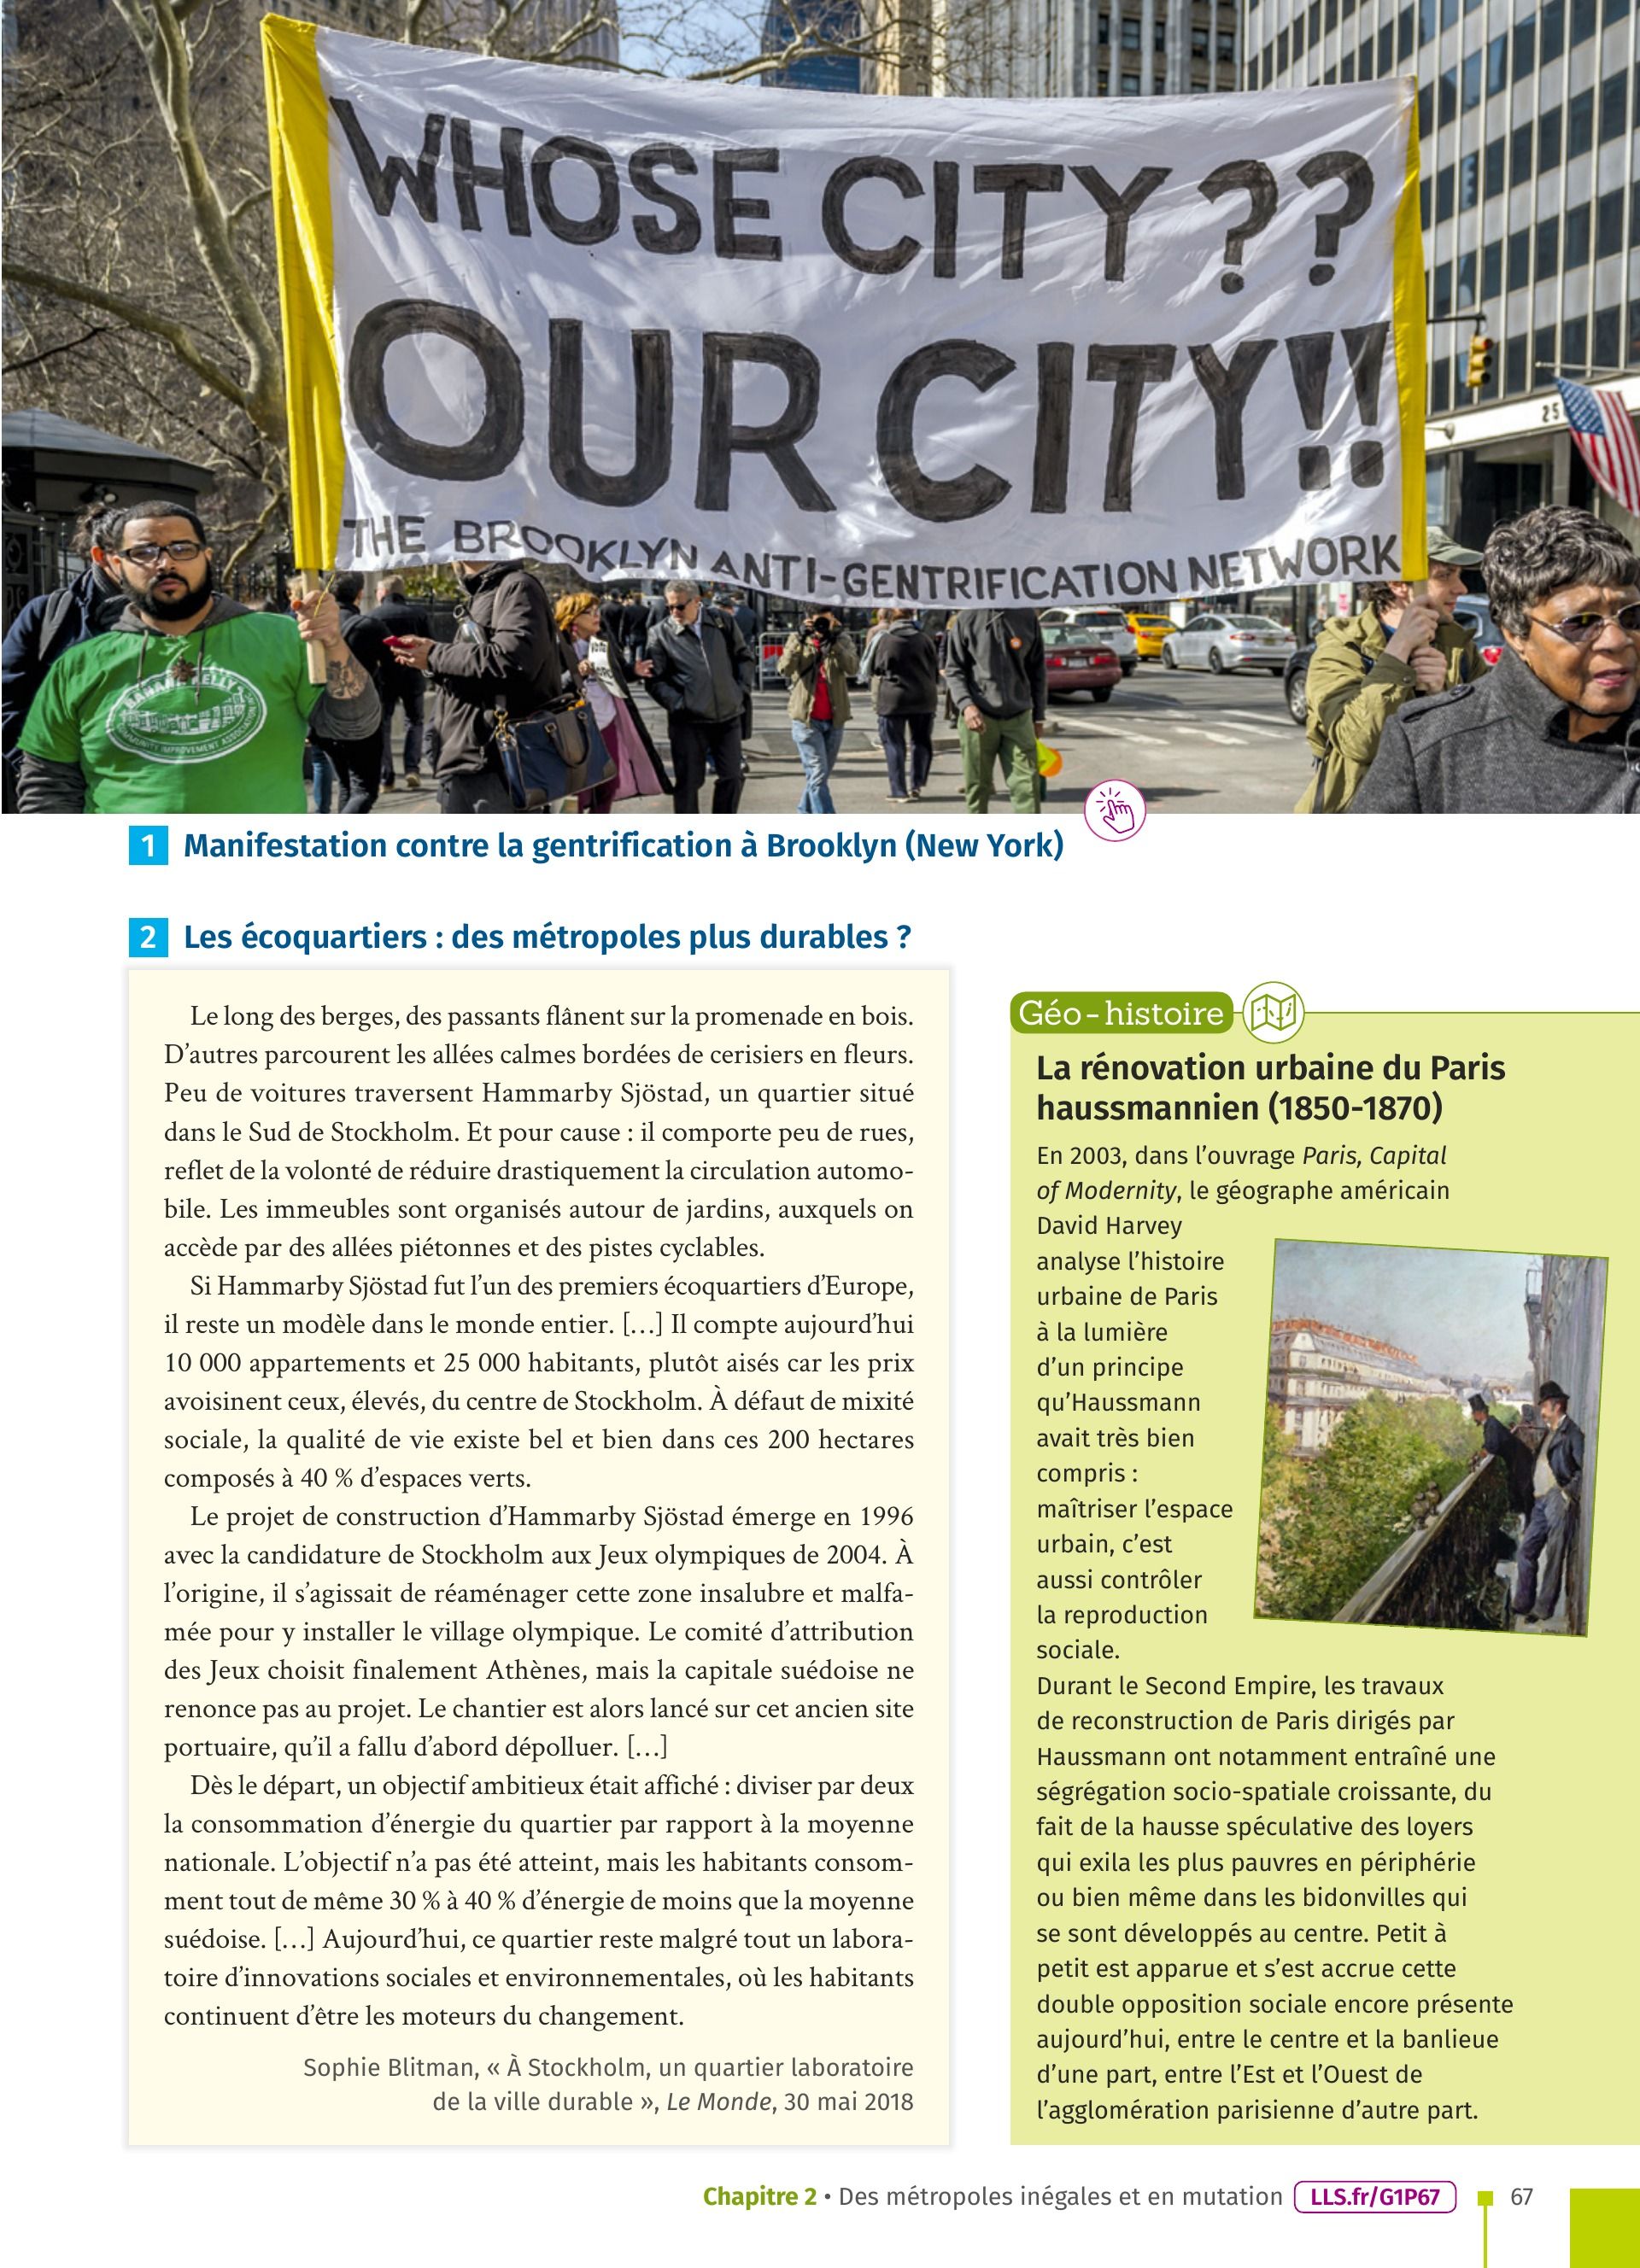 WHOSE CITY ??
OUR CITY!!
THE BROOKLYN ANTI-GENTRIFICATION NETWORK
25
BANANA KELLY
COMMUNITY IMPROVEMENT ASSOCIATION
1 Manifestation contre la gentrification à Brooklyn (New York)
2 Les écoquartiers : des métropoles plus durables ?
Le long des berges, des passants flânent sur la promenade en bois.
D’autres parcourent les allées calmes bordées de cerisiers en fleurs.
Peu de voitures traversent Hammarby Sjöstad, un quartier situé
dans le Sud de Stockholm. Et pour cause : il comporte peu de rues,
reflet de la volonté de réduire drastiquement la circulation automo-
bile. Les immeubles sont organisés autour de jardins, auxquels on
accède par des allées piétonnes et des pistes cyclables.
Si Hammarby Sjöstad fut l’un des premiers écoquartiers d’Europe,
il reste un modèle dans le monde entier. […] Il compte aujourd’hui
10 000 appartements et 25 000 habitants, plutôt aisés car les prix
avoisinent ceux, élevés, du centre de Stockholm. À défaut de mixité
sociale, la qualité de vie existe bel et bien dans ces 200 hectares
composés à 40 % d’espaces verts.
Le projet de construction d’Hammarby Sjöstad émerge en 1996
avec la candidature de Stockholm aux Jeux olympiques de 2004. À
l’origine, il s’agissait de réaménager cette zone insalubre et malfa-
mée pour y installer le village olympique. Le comité d’attribution
des Jeux choisit finalement Athènes, mais la capitale suédoise ne
renonce pas au projet. Le chantier est alors lancé sur cet ancien site
portuaire, qu’il a fallu d’abord dépolluer. […]
Dès le départ, un objectif ambitieux était affiché : diviser par deux
la consommation d’énergie du quartier par rapport à la moyenne
nationale. L’objectif n’a pas été atteint, mais les habitants consom-
ment tout de même 30 % à 40 % d’énergie de moins que la moyenne
suédoise. […] Aujourd’hui, ce quartier reste malgré tout un labora-
toire d’innovations sociales et environnementales, où les habitants
continuent d’être les moteurs du changement.
Sophie Blitman, « À Stockholm, un quartier laboratoire
de la ville durable », Le Monde, 30 mai 2018
Géo-histoire
La rénovation urbaine du Paris
haussmannien (1850-1870)
En 2003, dans l’ouvrage Paris, Capital
of Modernity, le géographe américain
David Harvey
analyse l’histoire
urbaine de Paris
à la lumière
d’un principe
qu’Haussmann
avait très bien
compris :
maîtriser l’espace
urbain, c’est
aussi contrôler
la reproduction
sociale.
Durant le Second Empire, les travaux
de reconstruction de Paris dirigés par
Haussmann ont notamment entraîné une
ségrégation socio-spatiale croissante, du
fait de la hausse spéculative des loyers
qui exila les plus pauvres en périphérie
ou bien même dans les bidonvilles qui
se sont développés au centre. Petit à
petit est apparue et s’est accrue cette
double opposition sociale encore présente
aujourd’hui, entre le centre et la banlieue
d’une part, entre l’Est et l’Ouest de
l’agglomération parisienne d’autre part.
Chapitre 2 • Des métropoles inégales et en mutation LLS.fr/G1P67 67